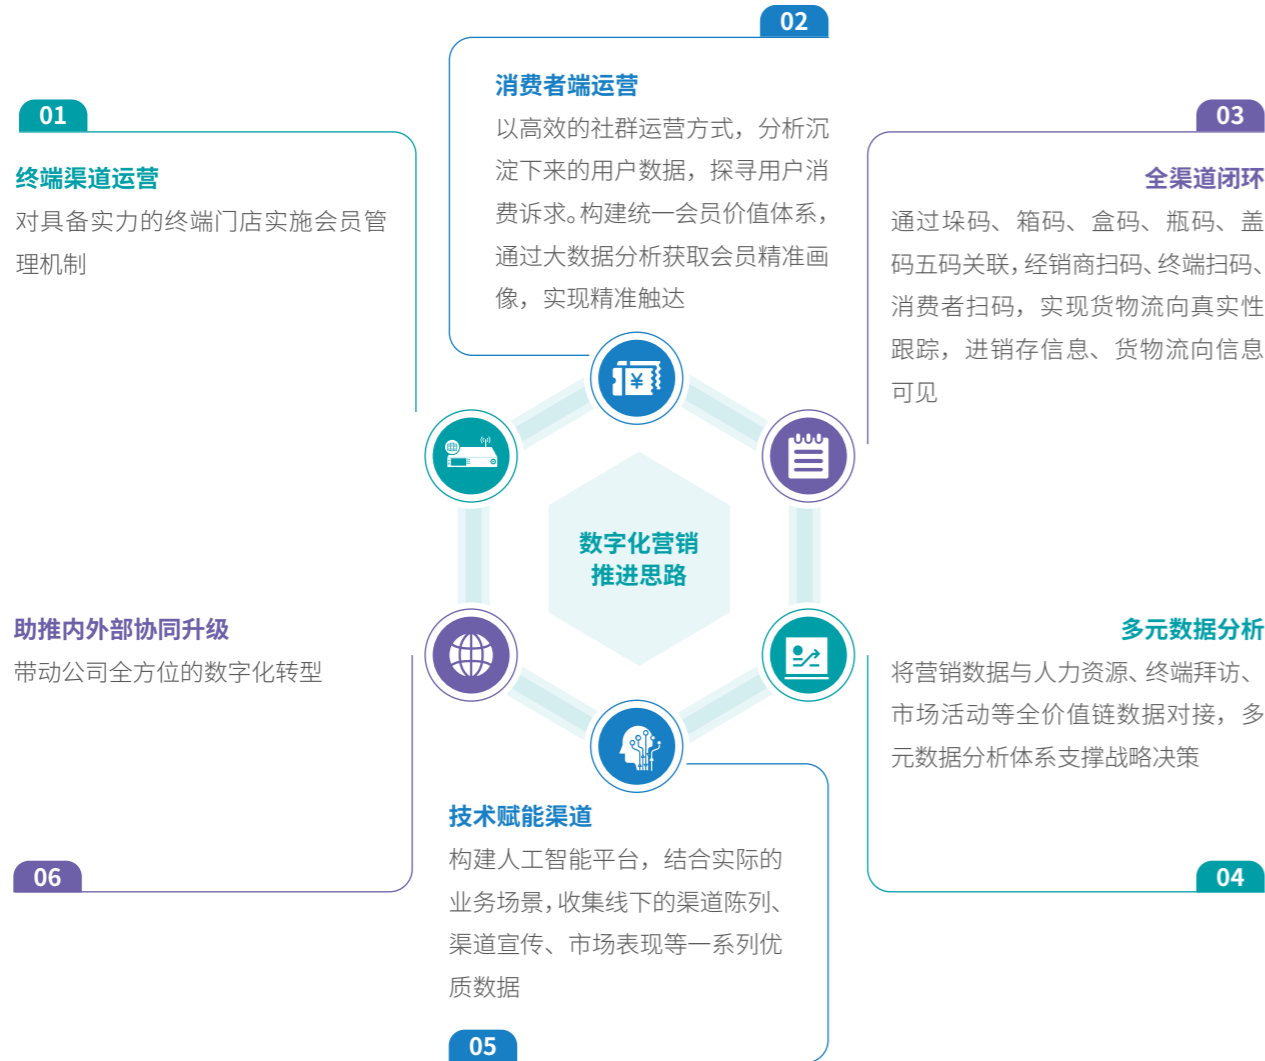 01
终端渠道运营
对具备实力的终端门店实施会员管
理机制
02
消费者端运营
以高效的社群运营方式，分析沉
淀下来的用户数据，探寻用户消
费诉求。构建统一会员价值体系，
通过大数据分析获取会员精准画
像，实现精准触达
03
全渠道闭环
通过垛码、箱码、盒码、瓶码、盖
码五码关联，经销商扫码、终端扫码、
消费者扫码，实现货物流向真实性
跟踪，进销存信息、货物流向信息
可见
数字化营销
推进思路
多元数据分析
将营销数据与人力资源、终端拜访、
市场活动等全价值链数据对接，多
元数据分析体系支撑战略决策
04
技术赋能渠道
构建人工智能平台，结合实际的
业务场景，收集线下的渠道陈列、
渠道宣传、市场表现等一系列优
质数据
05
助推内外部协同升级
带动公司全方位的数字化转型
06